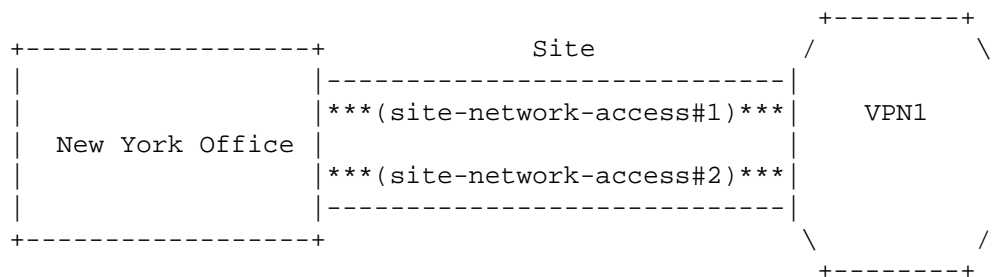 +--------+
+------------------+             Site             /          \
|                  |-----------------------------|
|                  |***(site-network-access#1)***|    VPN1
|  New York Office |                             |
|                  |***(site-network-access#2)***|
|                  |-----------------------------|
+------------------+                              \          /
                                                   +--------+